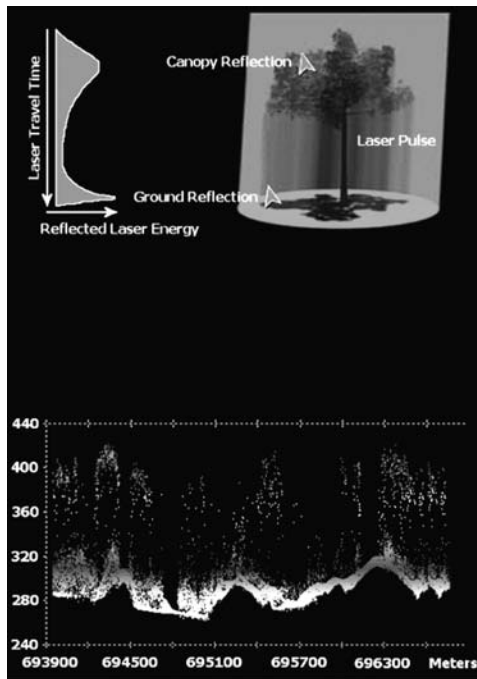 Canopy Reflection
Laser Travel Time
Laser Pulse
Ground Reflection
Reflected Laser Energy
440
400
360
320
280
240
693900 694500 695100 695700 696300 Meters